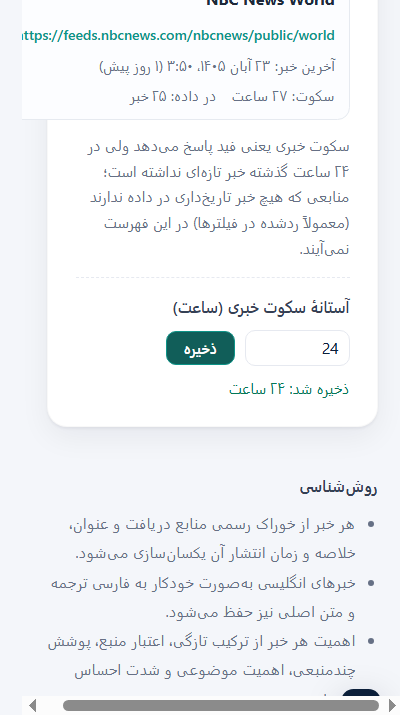 NBC News World
ttps://feeds.nbcnews.com/nbcnews/public/world
آخرین خبر: ۲۳ آبان ۱۴۰۵، ۳:۵۰ (۱ روز پیش)
سکوت: ۲۷ ساعت در داده: ۲۵ خبر
سکوت خبری یعنی فید پاسخ می‌دهد ولی در
۲۴ ساعت گذشته خبر تازه‌ای نداشته است؛
منابعی که هیچ خبر تاریخ‌داری در داده ندارند
(معمولاً ردشده در فیلترها) در این فهرست
نمی‌آیند.
آستانهٔ سکوت خبری (ساعت)
24
ذخیره
ذخیره شد: ۲۴ ساعت
روش‌شناسی
هر خبر از خوراک رسمی منابع دریافت و عنوان،
خلاصه و زمان انتشار آن یکسان‌سازی می‌شود.
خبرهای انگلیسی به‌صورت خودکار به فارسی ترجمه
و متن اصلی نیز حفظ می‌شود.
اهمیت هر خبر از ترکیب تازگی، اعتبار منبع، پوشش
چندمنبعی، اهمیت موضوعی و شدت احساس